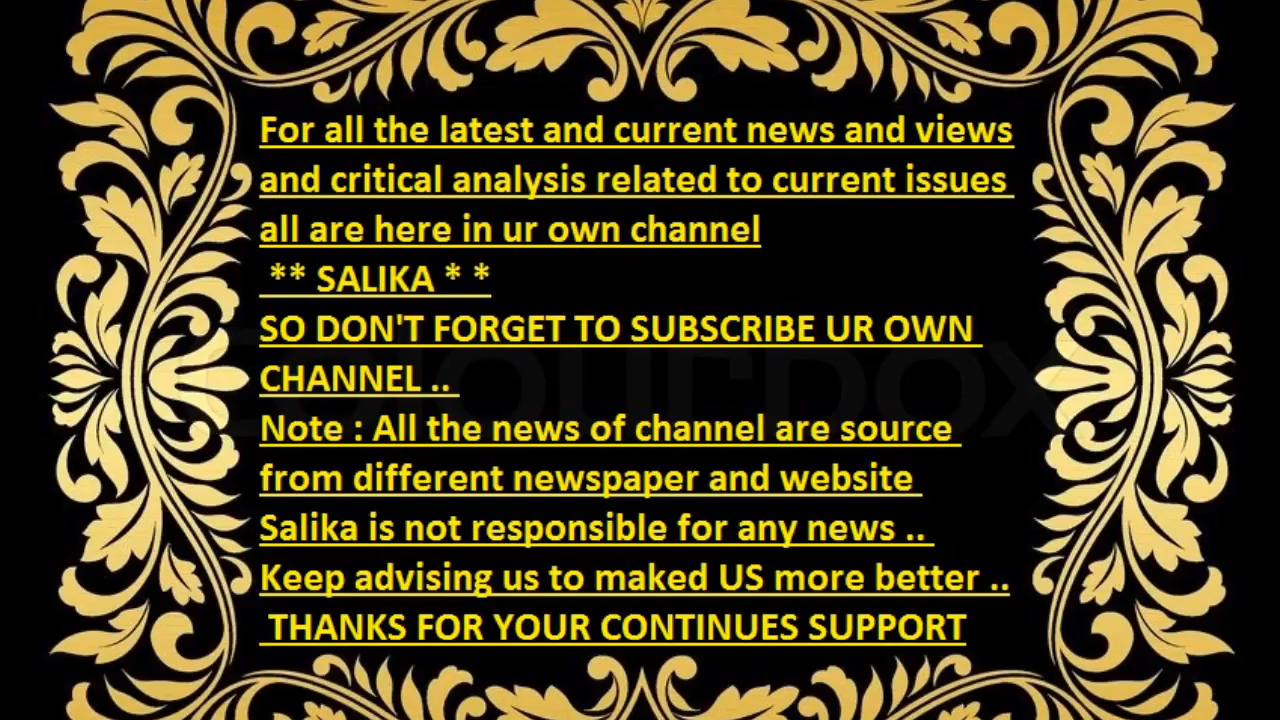 For all the latest and current news and views
and critical analysis related to current issues
all are here in ur own channel
** SALIKA * *
SO DON'T FORGET TO SUBSCRIBE UR OWN
CHANNEL ..
Note : All the news of channel are source
from different newspaper and website
Salika is not responsible for any news ..
Keep advising us to maked US more better ..
THANKS FOR YOUR CONTINUES SUPPORT